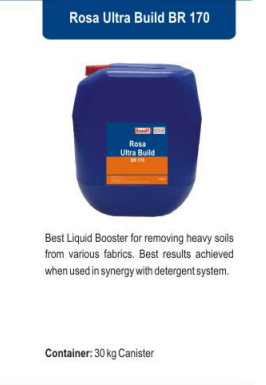 Rosa Ultra Build BR 170
Rosa
Ultra Build
BR 170
Best Liquid Booster for removing heavy soils
from various fabrics. Best results achieved
when used in synergy with detergent system.
Container: 30 kg Canister